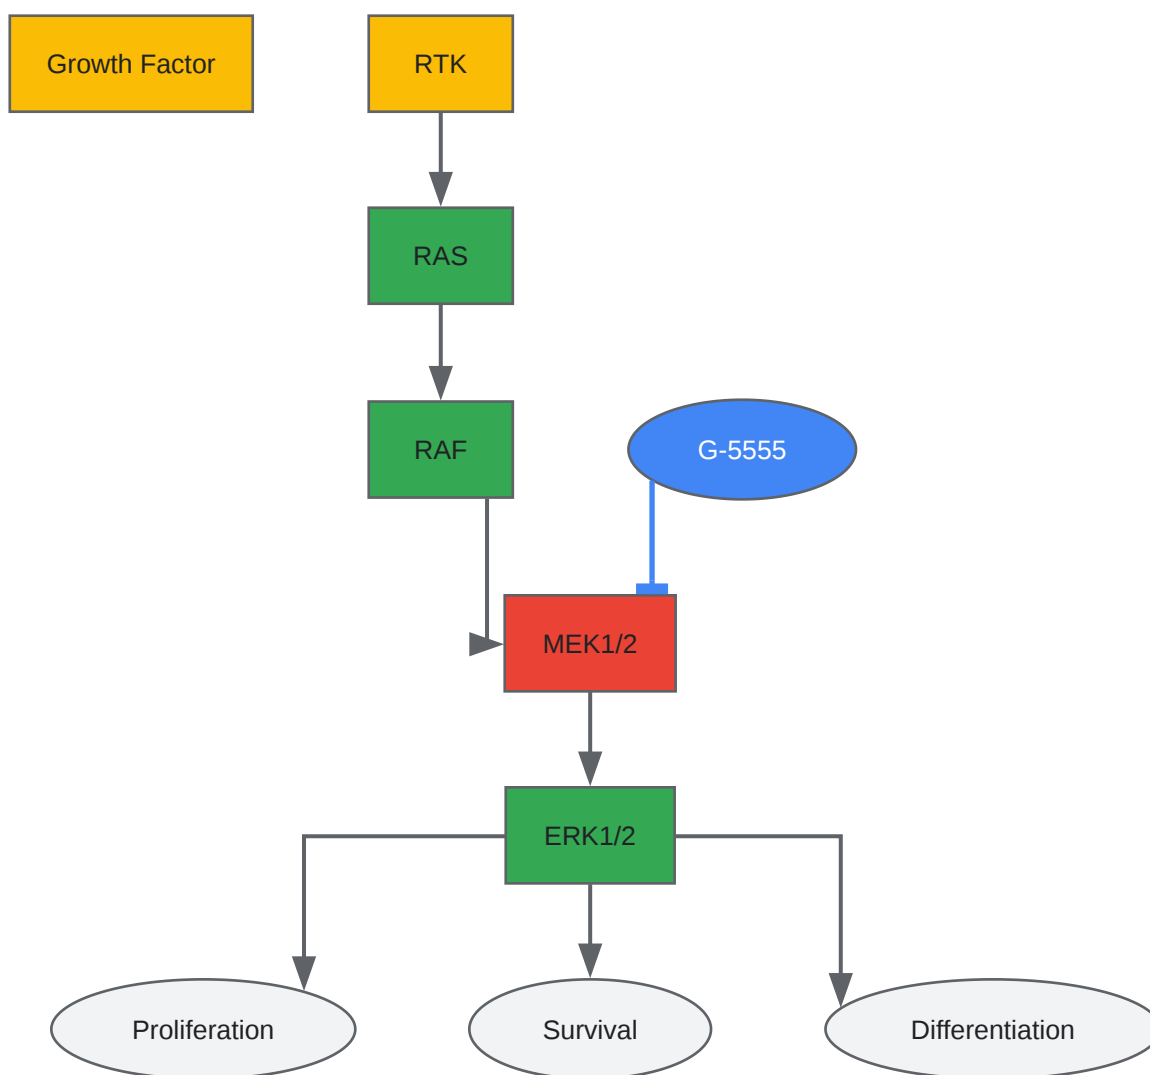 Growth Factor
RTK
RAS
RAF
G-5555
MEK1/2
ERK1/2
Proliferation
Survival
Differentiation